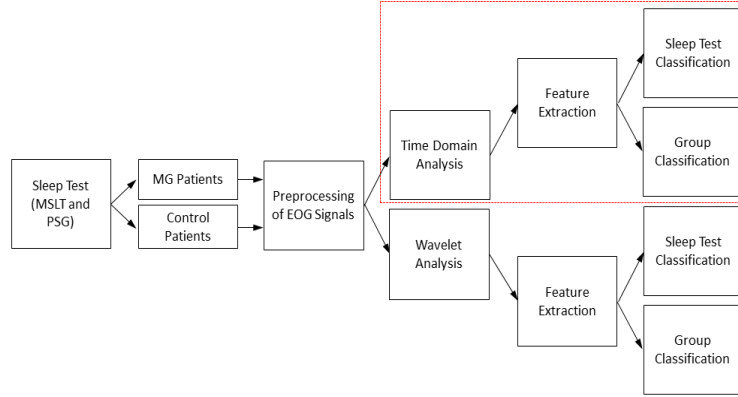 Sleep Test
(MSLT and
PSG)
MG Patients
Control
Patients
Preprocessing
of EOG Signals
Time Domain
Analysis
Feature
Extraction
Sleep Test
Classification
Group
Classification
Wavelet
Analysis
Feature
Extraction
Sleep Test
Classification
Group
Classification